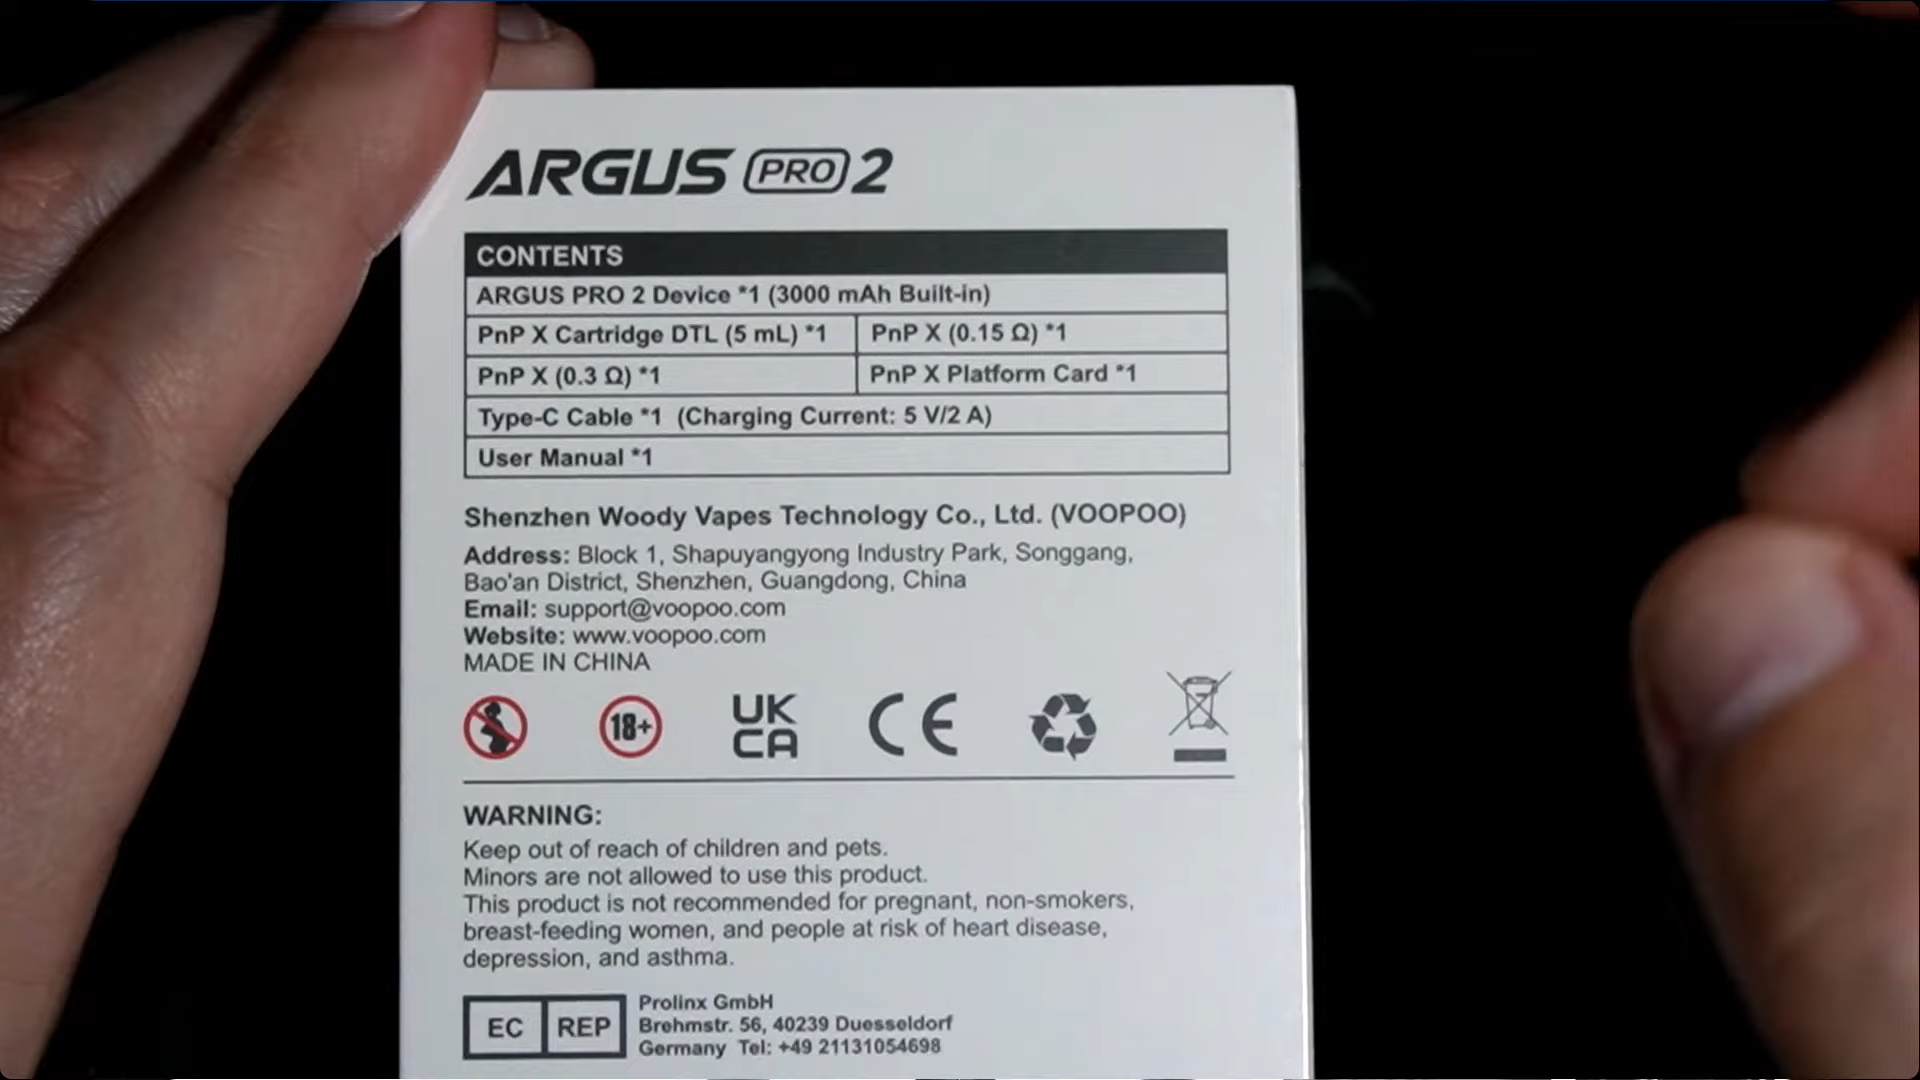 ARGUS PRO 2
CONTENTS
ARGUS PRO 2 Device *1 (3000 mAh Built-in)
PnP X Cartridge DTL (5 mL) *1
PnP X (0.15 Ω) *1
PnP X (0.3 Ω) *1
PnP X Platform Card *1
Type-C Cable *1 (Charging Current: 5 V/2 A)
User Manual *1
Shenzhen Woody Vapes Technology Co., Ltd. (VOOPOO)
Address: Block 1, Shapuyangyong Industry Park, Songgang,
Bao'an District, Shenzhen, Guangdong, China
Email: support@voopoo.com
Website: www.voopoo.com
MADE IN CHINA
18+
UK
CA
CE
WARNING:
Keep out of reach of children and pets.
Minors are not allowed to use this product.
This product is not recommended for pregnant, non-smokers,
breast-feeding women, and people at risk of heart disease,
depression, and asthma.
EC REP
Prolinx GmbH
Brehmstr. 56, 40239 Duesseldorf
Germany Tel: +49 21131054698